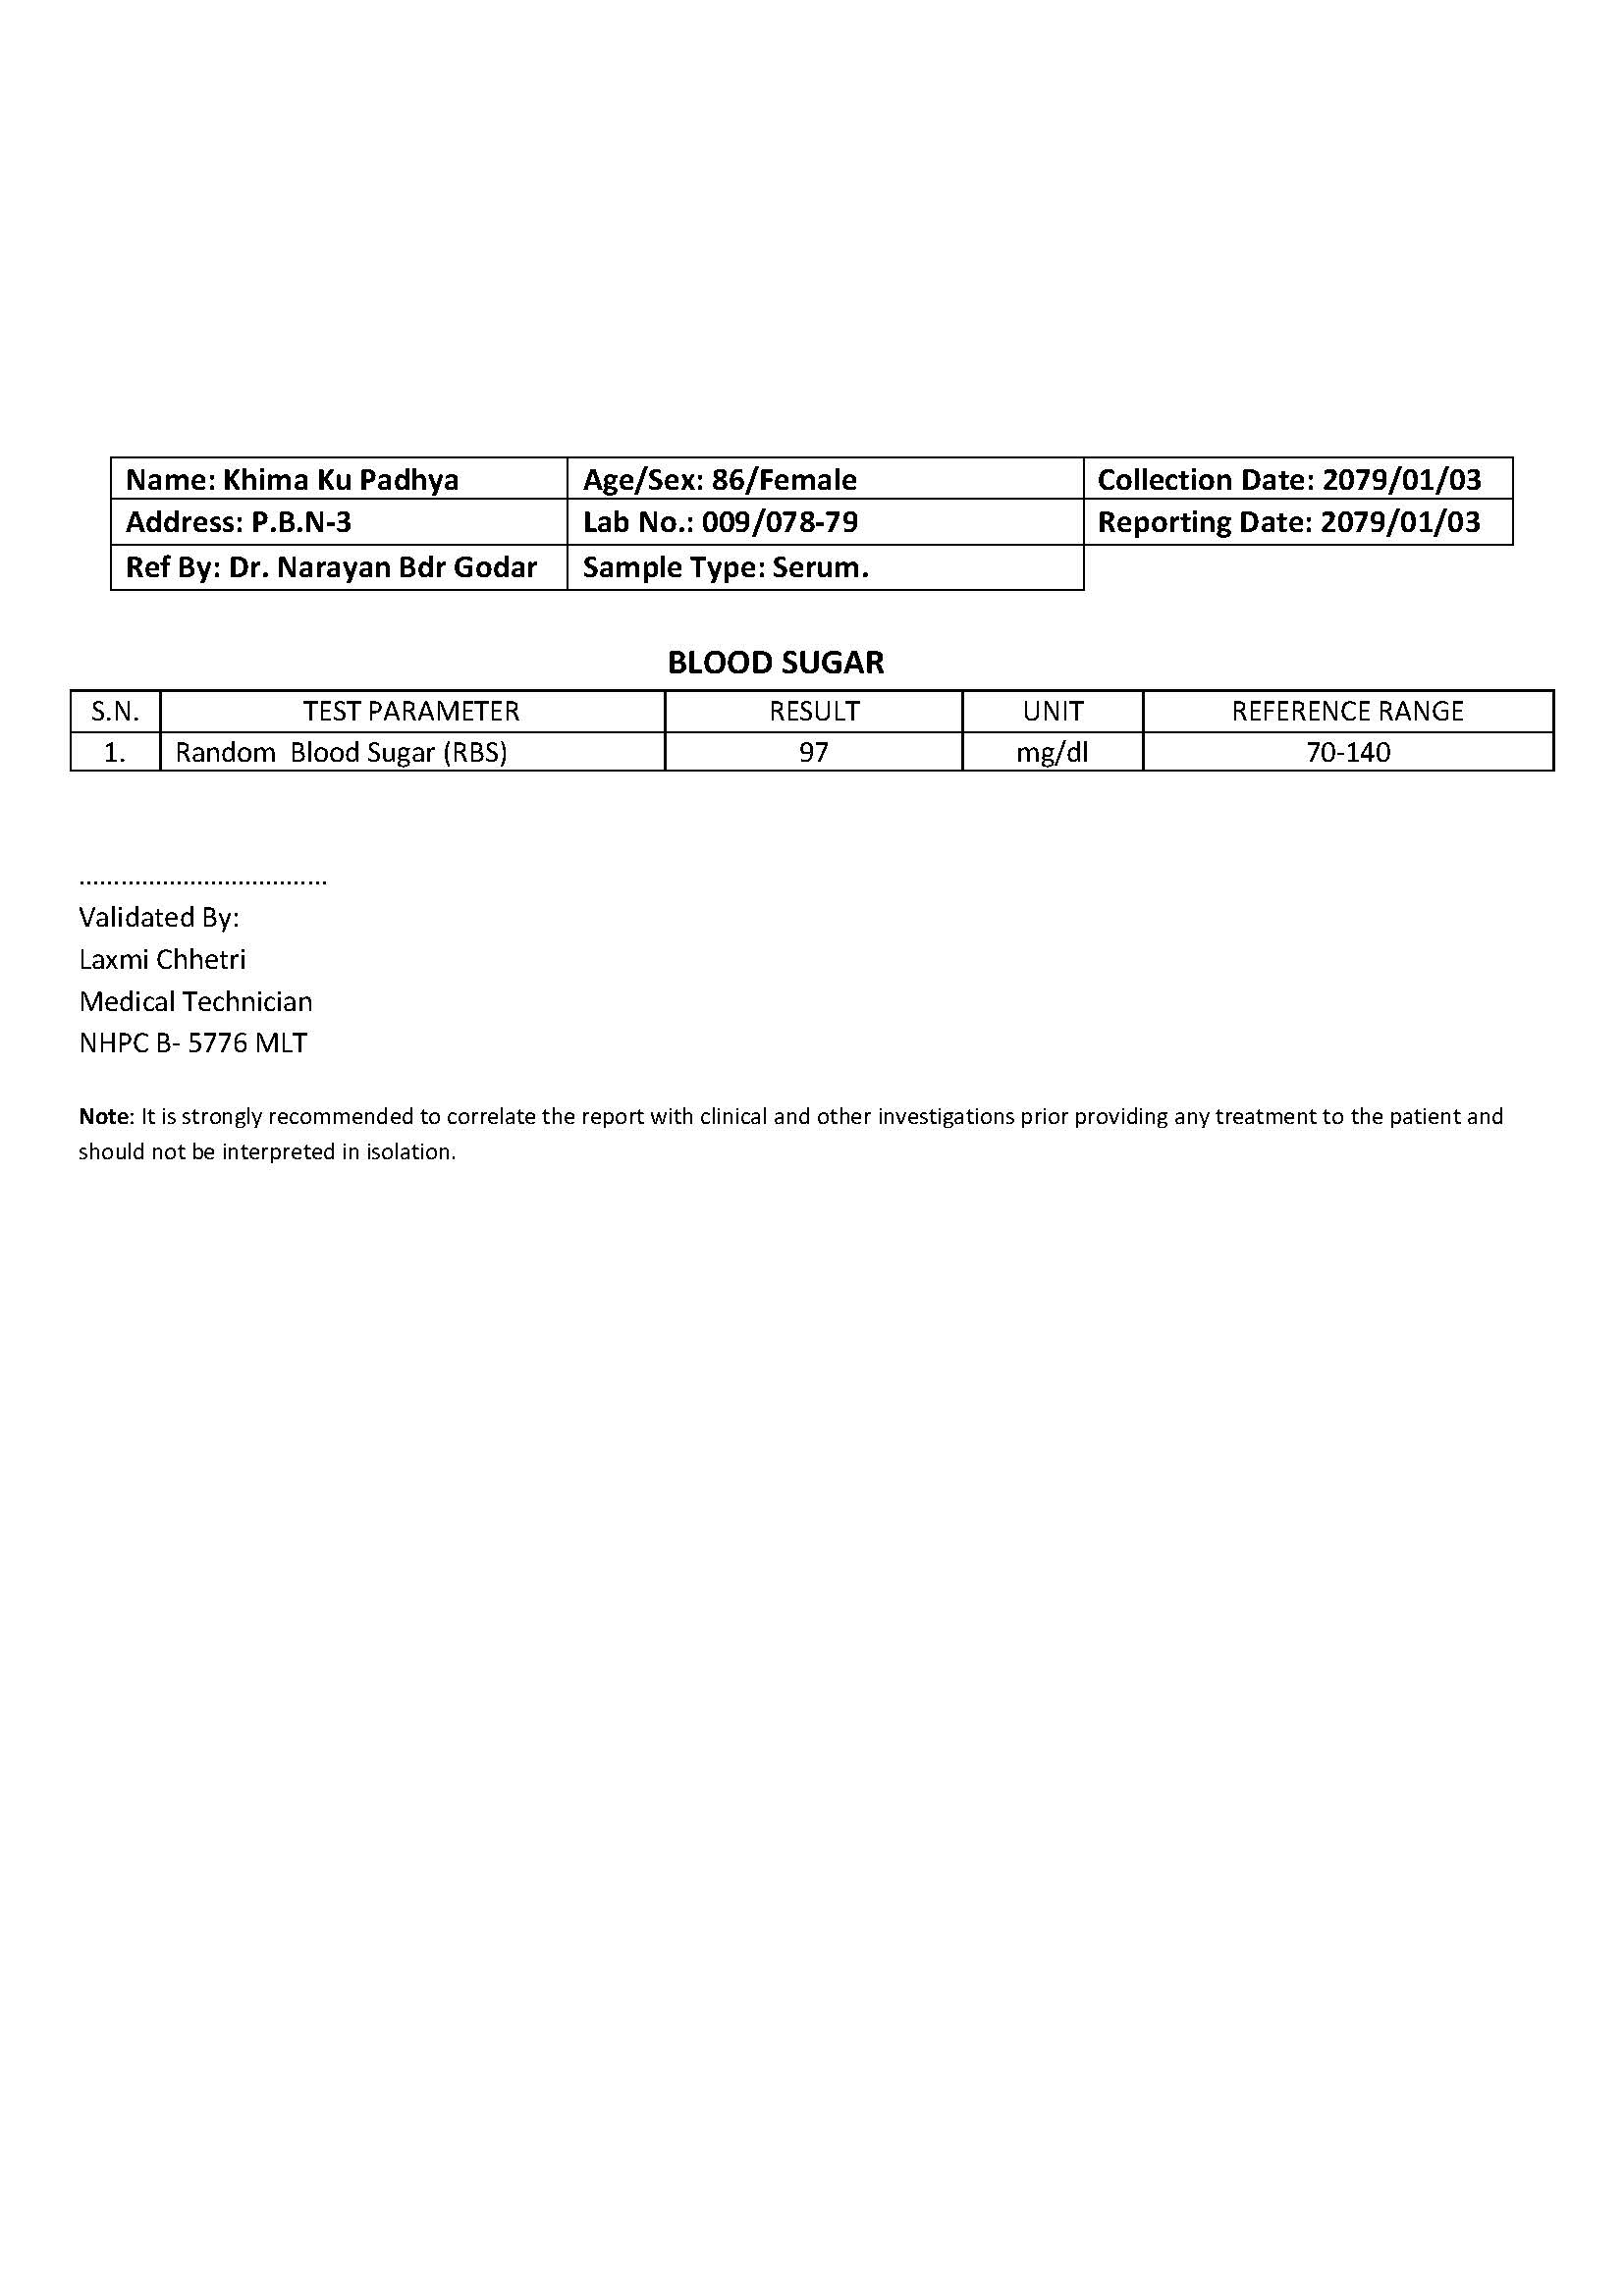 Name: Khima Ku Padhya Age/Sex: 86/Female Collection Date: 2079/01/03
Address: P.B.N-3 Lab No.: 009/078-79 Reporting Date: 2079/01/03
Ref By: Dr. Narayan Bdr Godar Sample Type: Serum.
BLOOD SUGAR
S.N. TEST PARAMETER RESULT UNIT REFERENCE RANGE
1. Random Blood Sugar (RBS) 97 mg/dl 70-140
....................................
Validated By:
Laxmi Chhetri
Medical Technician
NHPC B- 5776 MLT
Note: It is strongly recommended to correlate the report with clinical and other investigations prior providing any treatment to the patient and
should not be interpreted in isolation.